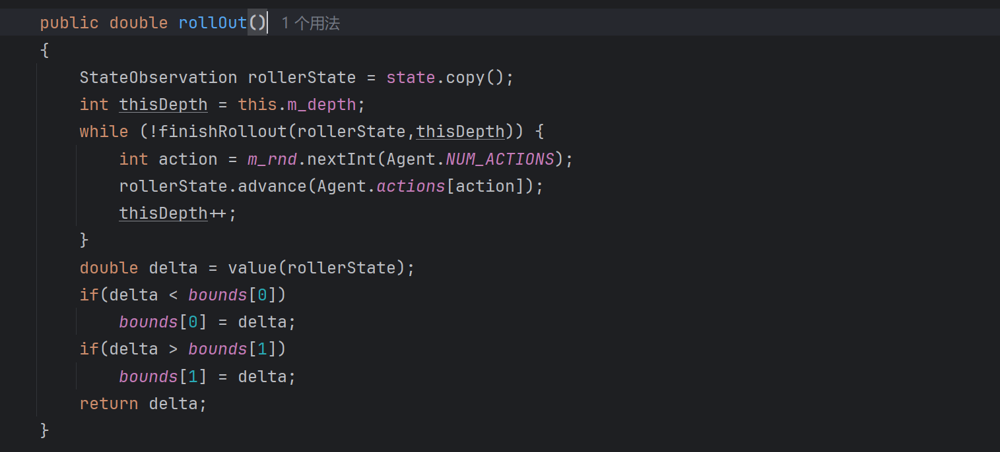 public double rollOut() 1 个用法
{
    StateObservation rollerState = state.copy();
    int thisDepth = this.m_depth;
    while (!finishRollout(rollerState,thisDepth)) {
        int action = m_rnd.nextInt(Agent.NUM_ACTIONS);
        rollerState.advance(Agent.actions[action]);
        thisDepth++;
    }
    double delta = value(rollerState);
    if(delta < bounds[0])
        bounds[0] = delta;
    if(delta > bounds[1])
        bounds[1] = delta;
    return delta;
}